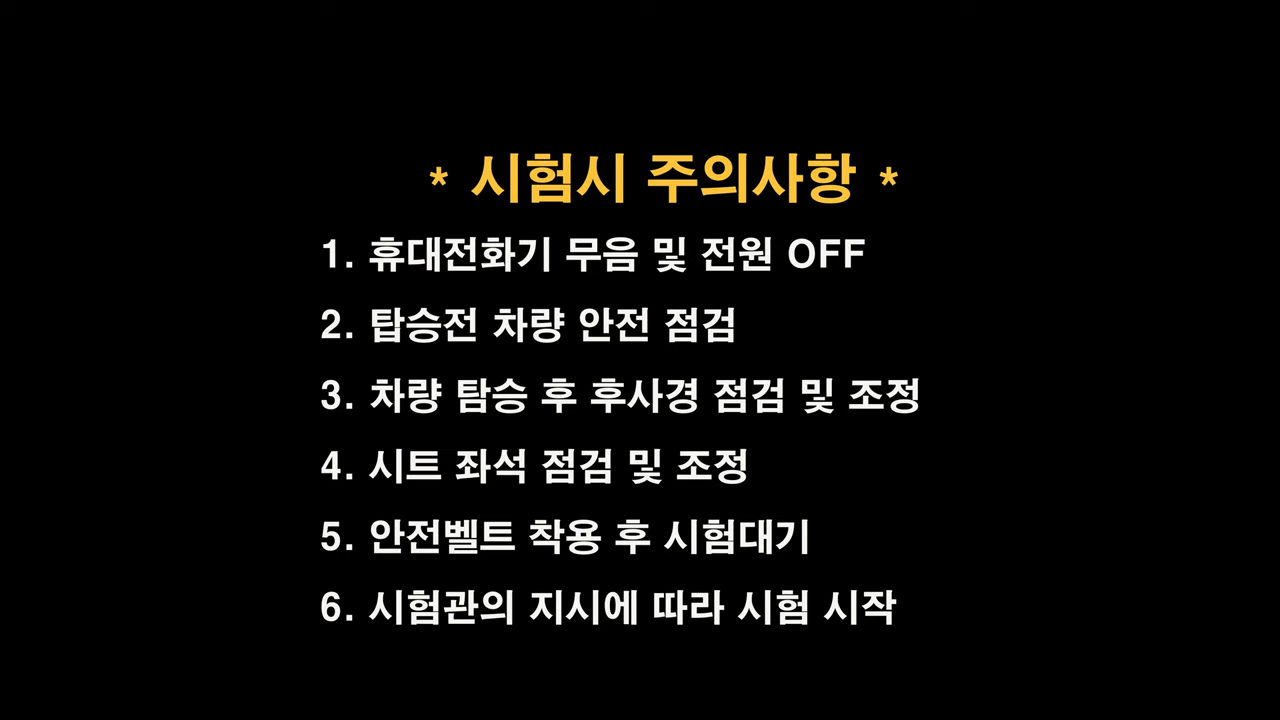 * 시험시 주의사항 *
1. 휴대전화기 무음 및 전원 OFF
2. 탑승전 차량 안전 점검
3. 차량 탐승 후 후사경 점검 및 조정
4. 시트 좌석 점검 및 조정
5. 안전벨트 착용 후 시험대기
6. 시험관의 지시에 따라 시험 시작